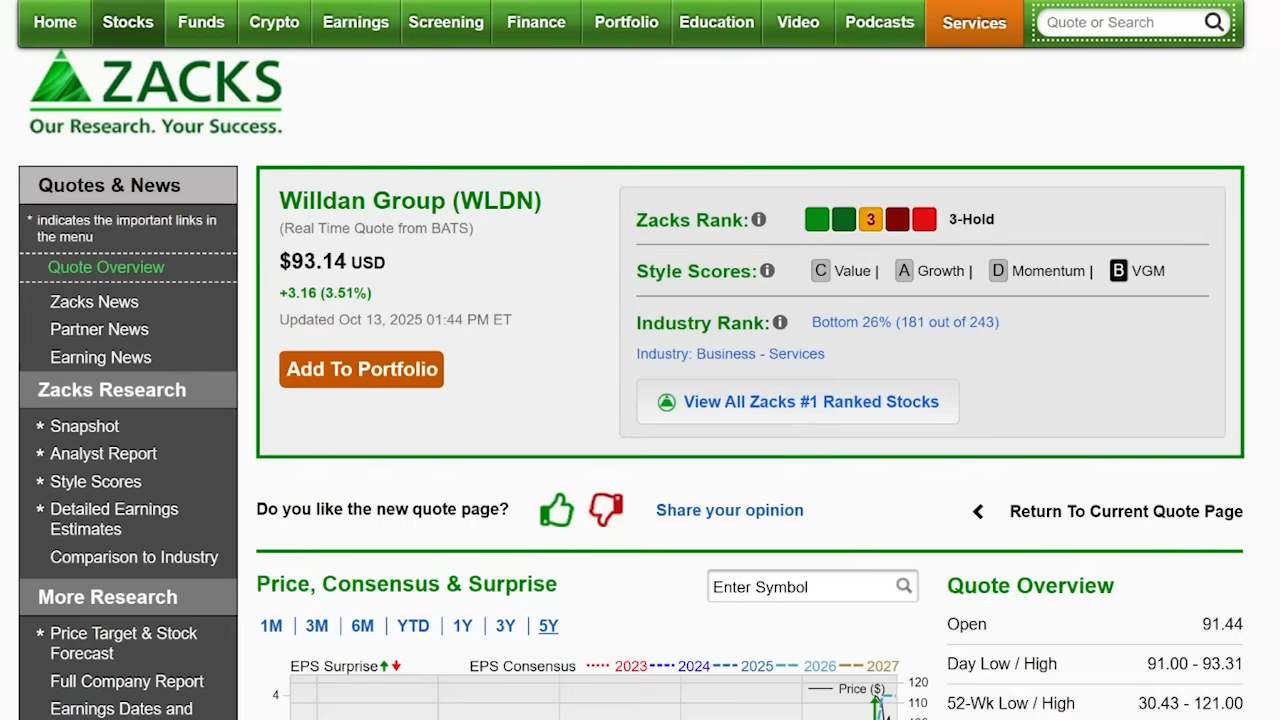 Home Stocks Funds Crypto Earnings Screening Finance Portfolio Education Video Podcasts Services Quote or Search
ZACKS
Our Research. Your Success.
Quotes & News
* indicates the important links in
the menu
Quote Overview
Zacks News
Partner News
Earning News
Zacks Research
* Snapshot
* Analyst Report
* Style Scores
* Detailed Earnings
Estimates
Comparison to Industry
More Research
* Price Target & Stock
Forecast
Full Company Report
Earnings Dates and
Willdan Group (WLDN)
(Real Time Quote from BATS)
$93.14 USD
+3.16 (3.51%)
Updated Oct 13, 2025 01:44 PM ET
Add To Portfolio
Zacks Rank: 3 3-Hold
Style Scores: C Value | A Growth | D Momentum | B VGM
Industry Rank: Bottom 26% (181 out of 243)
Industry: Business - Services
View All Zacks #1 Ranked Stocks
Do you like the new quote page? Share your opinion Return To Current Quote Page
Price, Consensus & Surprise
Enter Symbol
1M | 3M | 6M | YTD | 1Y | 3Y | 5Y
EPS Surprise EPS Consensus 2023 2024 2025 2026 2027
Price ($)
4
120
110
Quote Overview
Open 91.44
Day Low / High 91.00 - 93.31
52-Wk Low / High 30.43 - 121.00